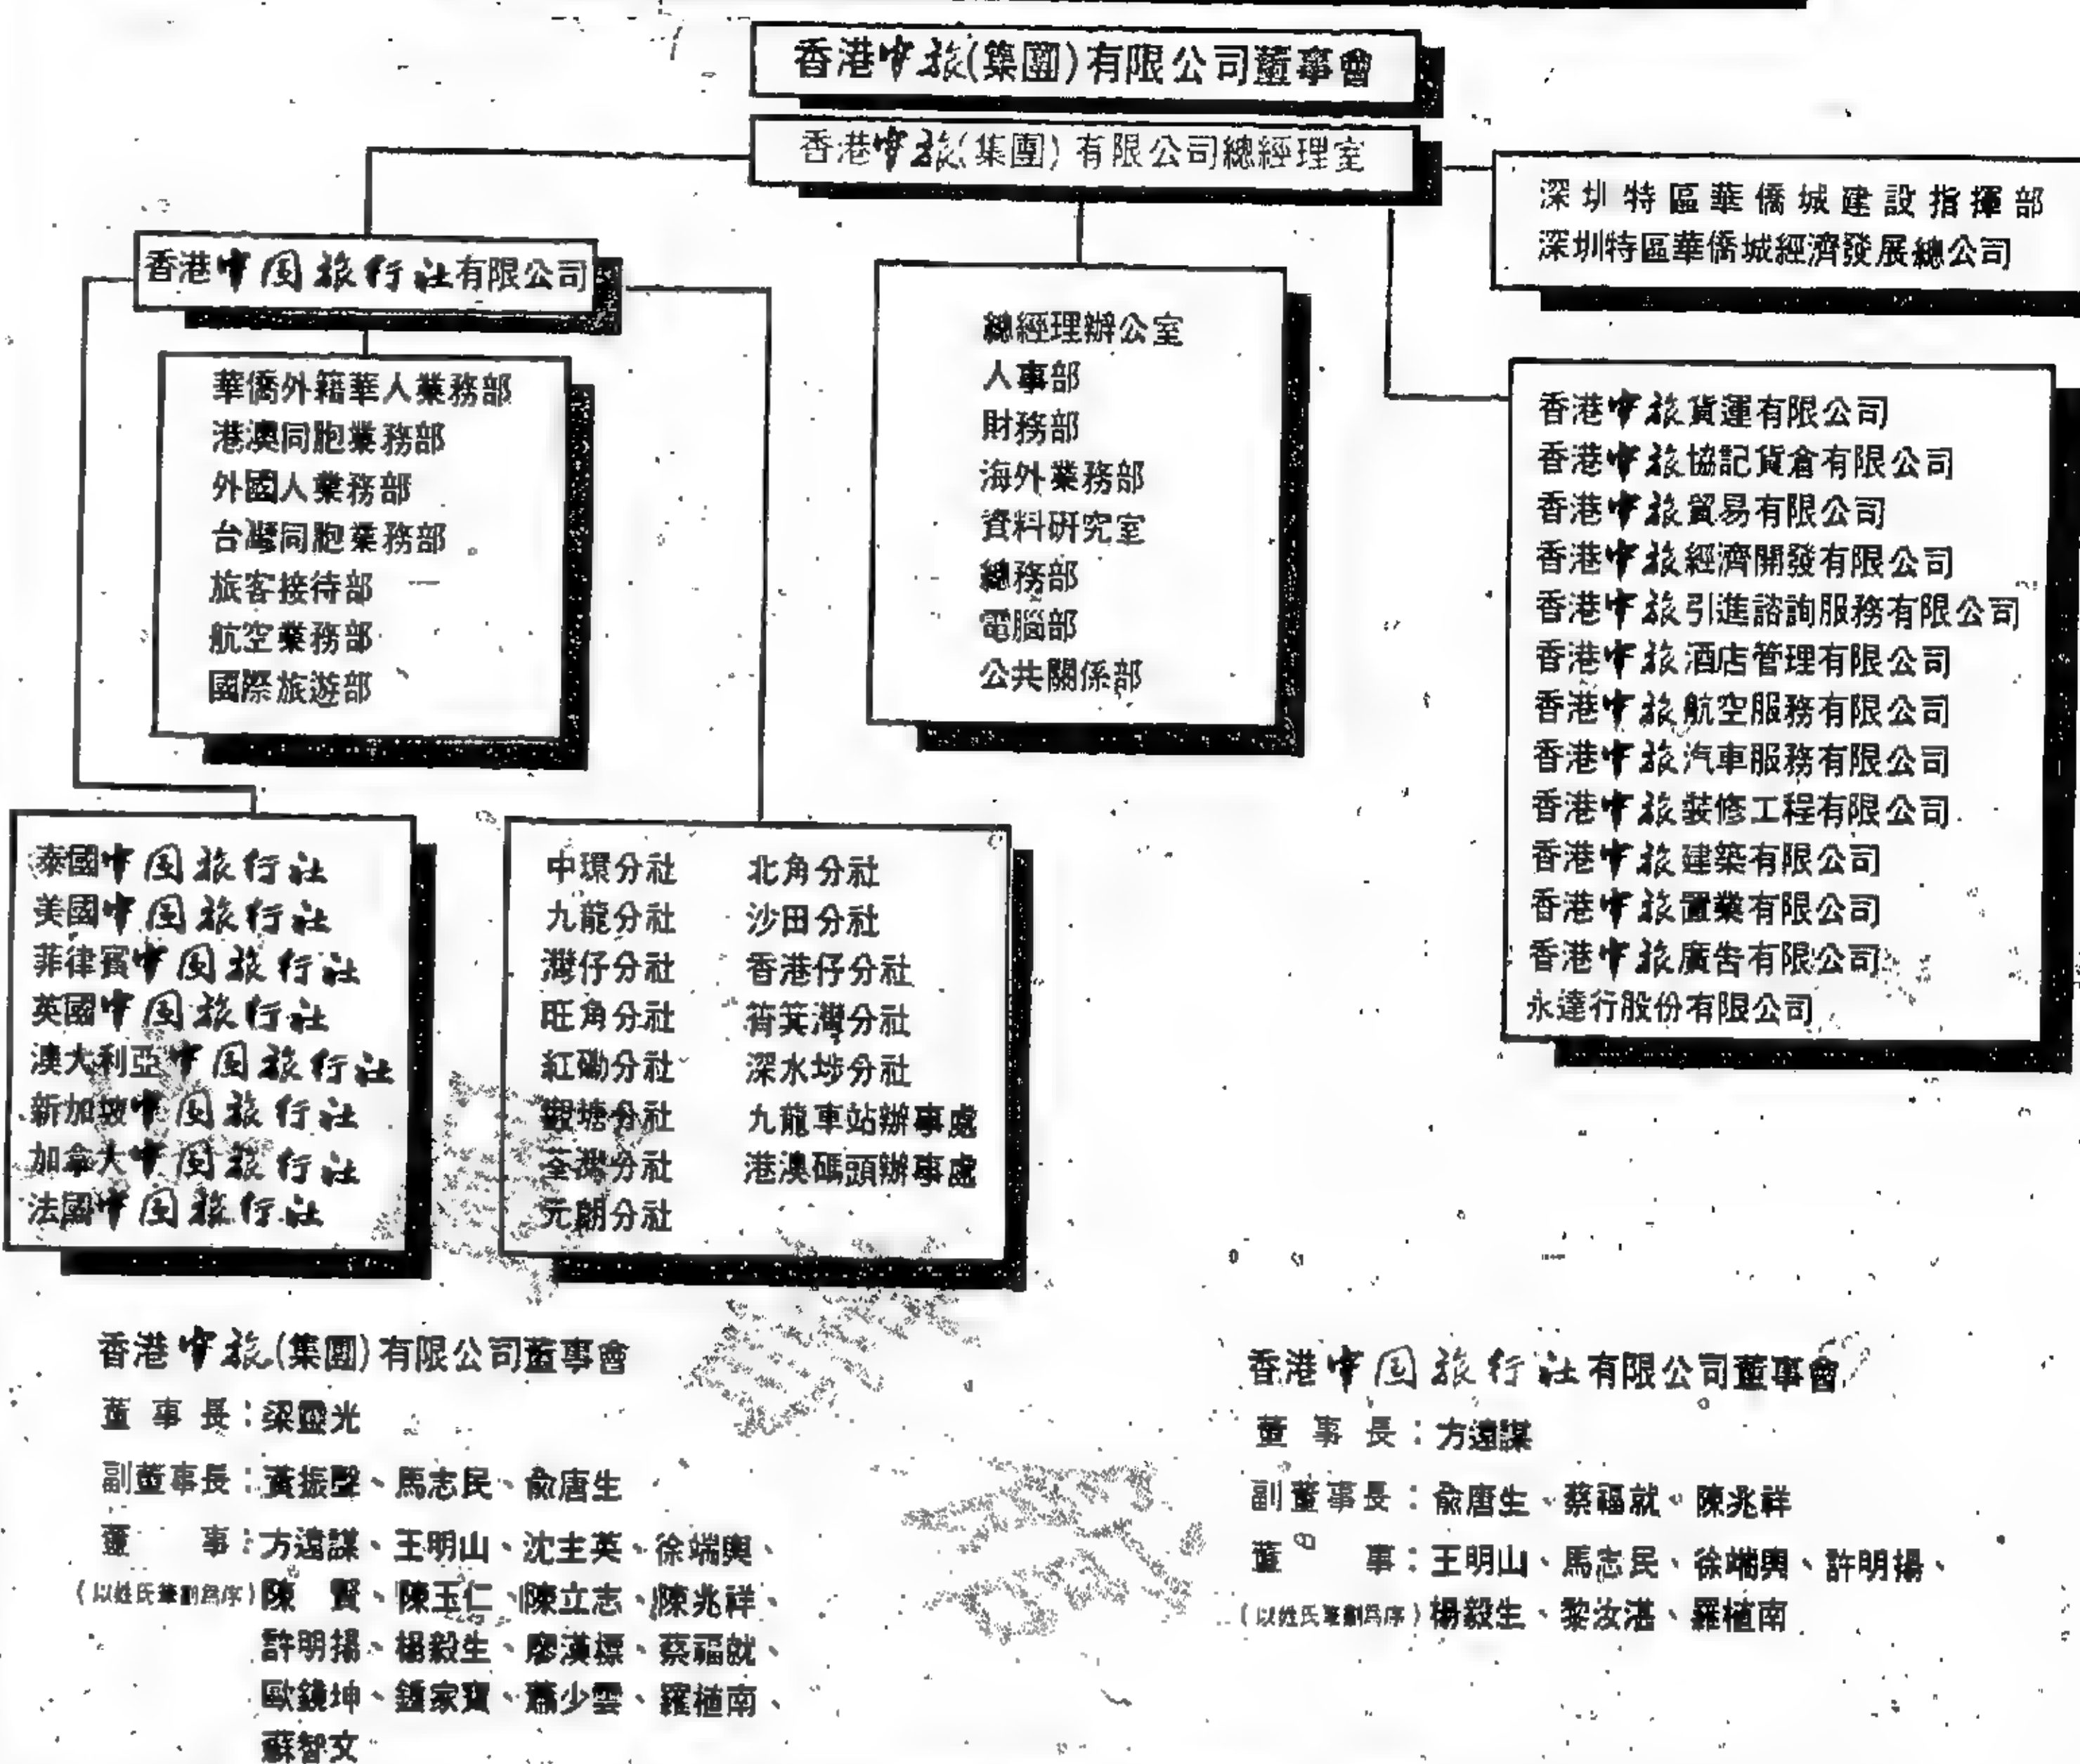 香港中旅(集團)有限公司董事會
香港中旅(集團)有限公司總經理室
深圳特區華僑城建設指揮部
深圳特區華僑城經濟發展總公司
香港中国旅行社有限公司
華僑外籍華人業務部
港澳同胞業務部
外國人業務部
台灣同胞業務部
旅客接待部
航空業務部
國際旅遊部
總經理辦公室
人事部
財務部
海外業務部
資料研究室
總務部
電腦部
公共關係部
香港中旅貨運有限公司
香港中旅協記貨倉有限公司
香港中旅貿易有限公司
香港中旅經濟開發有限公司
香港中旅引進諮詢服務有限公司
香港中旅酒店管理有限公司
香港中旅航空服務有限公司
香港中旅汽車服務有限公司
香港中旅裝修工程有限公司
香港中旅建築有限公司
香港中旅置業有限公司
香港中旅廣告有限公司
永達行股份有限公司
泰國中国旅行社
美國中国旅行社
菲律賓中国旅行社
英國中国旅行社
澳大利亞中国旅行社
新加坡中国旅行社
加拿大中国旅行社
法國中国旅行社
中環分社 北角分社
九龍分社 沙田分社
灣仔分社 香港仔分社
旺角分社 筲箕灣分社
紅磡分社 深水埗分社
觀塘分社 九龍車站辦事處
荃灣分社 港澳碼頭辦事處
元朗分社
香港中旅(集團)有限公司董事會
董事長：梁靈光
副董事長：黃振聲、馬志民、俞唐生
董事：方遠謀、王明山、沈主英、徐端輿、
(以姓氏筆劃爲序)陳賢、陳玉仁、陳立志、陳兆祥、
許明揚、楊毅生、廖漢標、蔡福就、
歐鏡坤、鍾家寶、蕭少雲、羅植南、
蘇智文
香港中国旅行社有限公司董事會
董事長：方遠謀
副董事長：俞唐生、蔡福就、陳兆祥
董事：王明山、馬志民、徐端輿、許明揚、
(以姓氏筆劃爲序)楊毅生、黎汝湛、羅植南